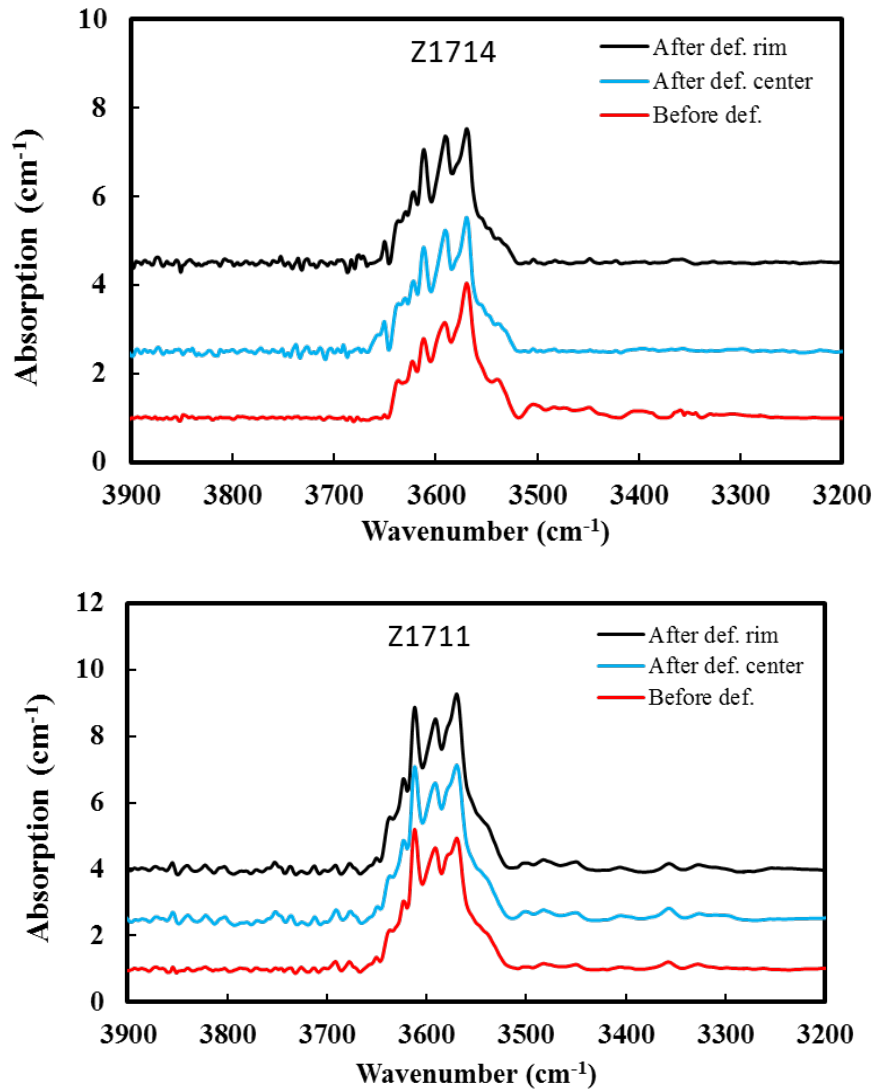 10
Z1714
After def. rim
After def. center
Before def.
8
6
4
2
0
Absorption (cm⁻¹)
3900 3800 3700 3600 3500 3400 3300 3200
Wavenumber (cm⁻¹)
12
Z1711
After def. rim
After def. center
Before def.
10
8
6
4
2
0
Absorption (cm⁻¹)
3900 3800 3700 3600 3500 3400 3300 3200
Wavenumber (cm⁻¹)